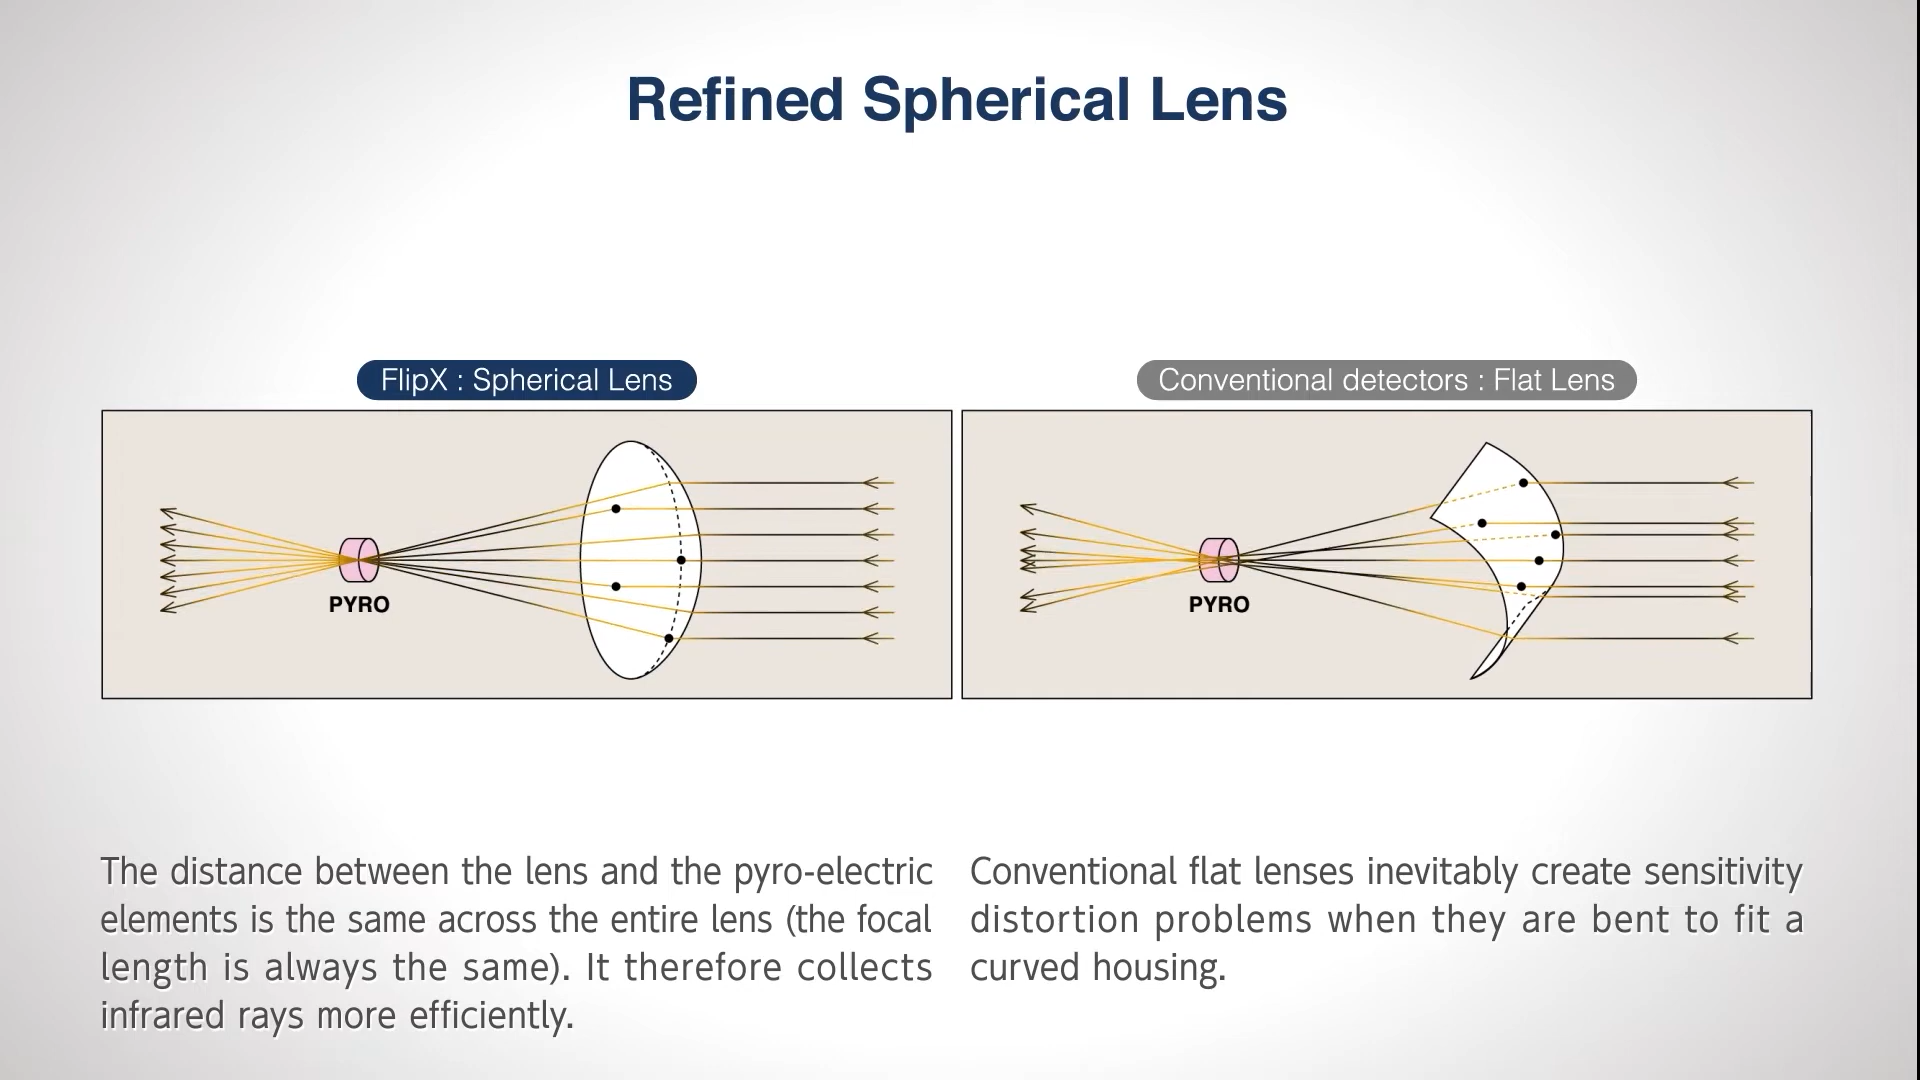 Refined Spherical Lens
FlipX : Spherical Lens
PYRO
The distance between the lens and the pyro-electric
elements is the same across the entire lens (the focal
length is always the same). It therefore collects
infrared rays more efficiently.
Conventional detectors : Flat Lens
PYRO
Conventional flat lenses inevitably create sensitivity
distortion problems when they are bent to fit a
curved housing.